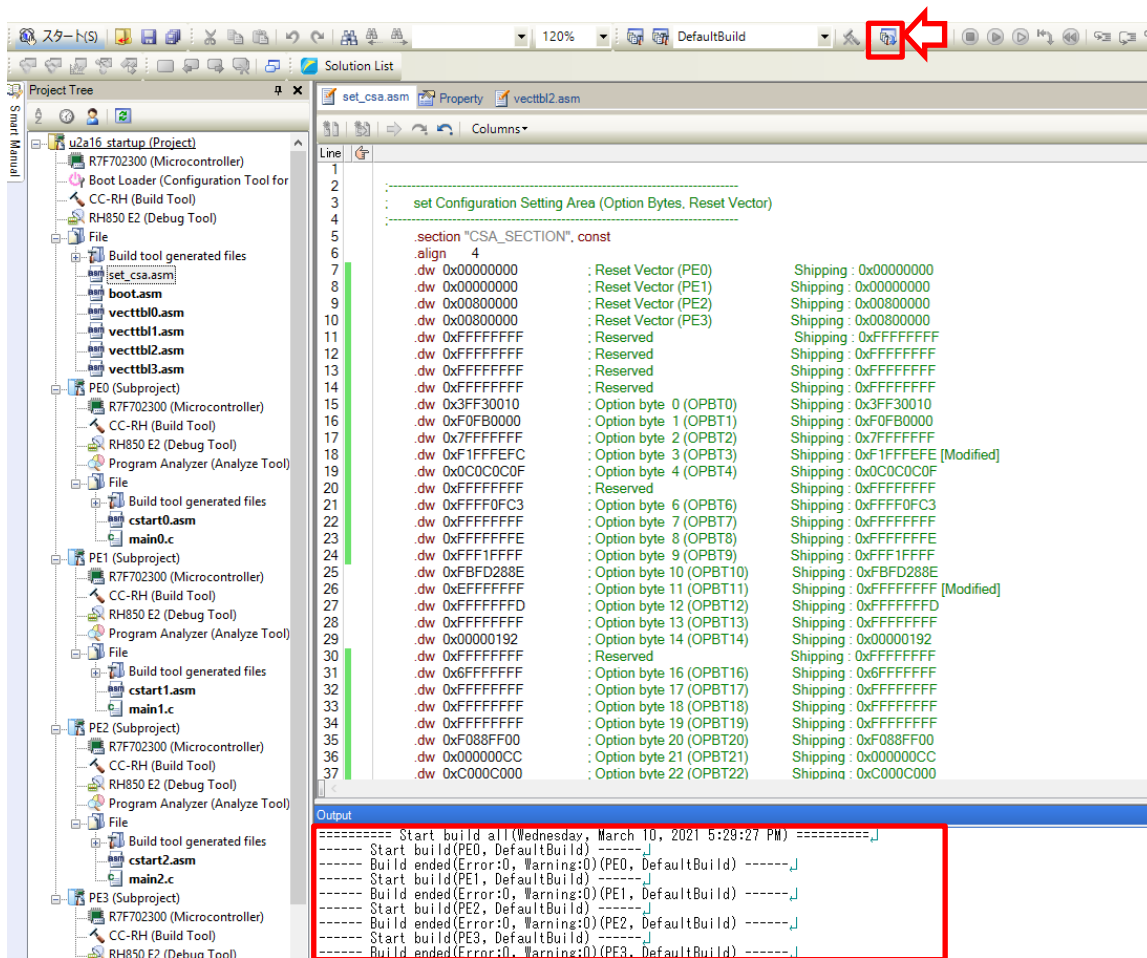 スタート(S)
120%
DefaultBuild
Solution List
Smart Manual
Project Tree
u2a16_startup (Project)
R7F702300 (Microcontroller)
Boot Loader (Configuration Tool for
CC-RH (Build Tool)
RH850 E2 (Debug Tool)
File
Build tool generated files
set_csa.asm
boot.asm
vecttbl0.asm
vecttbl1.asm
vecttbl2.asm
vecttbl3.asm
PE0 (Subproject)
R7F702300 (Microcontroller)
CC-RH (Build Tool)
RH850 E2 (Debug Tool)
Program Analyzer (Analyze Tool)
File
Build tool generated files
cstart0.asm
main0.c
PE1 (Subproject)
R7F702300 (Microcontroller)
CC-RH (Build Tool)
RH850 E2 (Debug Tool)
Program Analyzer (Analyze Tool)
File
Build tool generated files
cstart1.asm
main1.c
PE2 (Subproject)
R7F702300 (Microcontroller)
CC-RH (Build Tool)
RH850 E2 (Debug Tool)
Program Analyzer (Analyze Tool)
File
Build tool generated files
cstart2.asm
main2.c
PE3 (Subproject)
R7F702300 (Microcontroller)
CC-RH (Build Tool)
RH850 E2 (Debug Tool)
set_csa.asm Property vecttbl2.asm
Columns
Line
1
2 ;-------------------------------------------------------------------------------
3 ; set Configuration Setting Area (Option Bytes, Reset Vector)
4 ;-------------------------------------------------------------------------------
5 .section "CSA_SECTION", const
6 .align 4
7 .dw 0x00000000 ; Reset Vector (PE0) Shipping : 0x00000000
8 .dw 0x00000000 ; Reset Vector (PE1) Shipping : 0x00000000
9 .dw 0x00800000 ; Reset Vector (PE2) Shipping : 0x00800000
10 .dw 0x00800000 ; Reset Vector (PE3) Shipping : 0x00800000
11 .dw 0xFFFFFFFF ; Reserved Shipping : 0xFFFFFFFF
12 .dw 0xFFFFFFFF ; Reserved Shipping : 0xFFFFFFFF
13 .dw 0xFFFFFFFF ; Reserved Shipping : 0xFFFFFFFF
14 .dw 0xFFFFFFFF ; Reserved Shipping : 0xFFFFFFFF
15 .dw 0x3FF30010 ; Option byte 0 (OPBT0) Shipping : 0x3FF30010
16 .dw 0xF0FB0000 ; Option byte 1 (OPBT1) Shipping : 0xF0FB0000
17 .dw 0x7FFFFFFF ; Option byte 2 (OPBT2) Shipping : 0x7FFFFFFF
18 .dw 0xF1FFFEFC ; Option byte 3 (OPBT3) Shipping : 0xF1FFFEFE [Modified]
19 .dw 0x0C0C0C0F ; Option byte 4 (OPBT4) Shipping : 0x0C0C0C0F
20 .dw 0xFFFFFFFF ; Reserved Shipping : 0xFFFFFFFF
21 .dw 0xFFFF0FC3 ; Option byte 6 (OPBT6) Shipping : 0xFFFF0FC3
22 .dw 0xFFFFFFFF ; Option byte 7 (OPBT7) Shipping : 0xFFFFFFFF
23 .dw 0xFFFFFFFE ; Option byte 8 (OPBT8) Shipping : 0xFFFFFFFE
24 .dw 0xFFF1FFFF ; Option byte 9 (OPBT9) Shipping : 0xFFF1FFFF
25 .dw 0xFBFD288E ; Option byte 10 (OPBT10) Shipping : 0xFBFD288E
26 .dw 0xEFFFFFFF ; Option byte 11 (OPBT11) Shipping : 0xFFFFFFFF [Modified]
27 .dw 0xFFFFFFFD ; Option byte 12 (OPBT12) Shipping : 0xFFFFFFFD
28 .dw 0xFFFFFFFF ; Option byte 13 (OPBT13) Shipping : 0xFFFFFFFF
29 .dw 0x00000192 ; Option byte 14 (OPBT14) Shipping : 0x00000192
30 .dw 0xFFFFFFFF ; Reserved Shipping : 0xFFFFFFFF
31 .dw 0x6FFFFFFF ; Option byte 16 (OPBT16) Shipping : 0x6FFFFFFF
32 .dw 0xFFFFFFFF ; Option byte 17 (OPBT17) Shipping : 0xFFFFFFFF
33 .dw 0xFFFFFFFF ; Option byte 18 (OPBT18) Shipping : 0xFFFFFFFF
34 .dw 0xFFFFFFFF ; Option byte 19 (OPBT19) Shipping : 0xFFFFFFFF
35 .dw 0xF088FF00 ; Option byte 20 (OPBT20) Shipping : 0xF088FF00
36 .dw 0x000000CC ; Option byte 21 (OPBT21) Shipping : 0x000000CC
37 .dw 0xC000C000 ; Option byte 22 (OPBT22) Shipping : 0xC000C000
Output
========== Start build all(Wednesday, March 10, 2021 5:29:27 PM) ==========
------ Start build(PE0, DefaultBuild) ------
------ Build ended(Error:0, Warning:0)(PE0, DefaultBuild) ------
------ Start build(PE1, DefaultBuild) ------
------ Build ended(Error:0, Warning:0)(PE1, DefaultBuild) ------
------ Start build(PE2, DefaultBuild) ------
------ Build ended(Error:0, Warning:0)(PE2, DefaultBuild) ------
------ Start build(PE3, DefaultBuild) ------
------ Build ended(Error:0, Warning:0)(PE3, DefaultBuild) ------